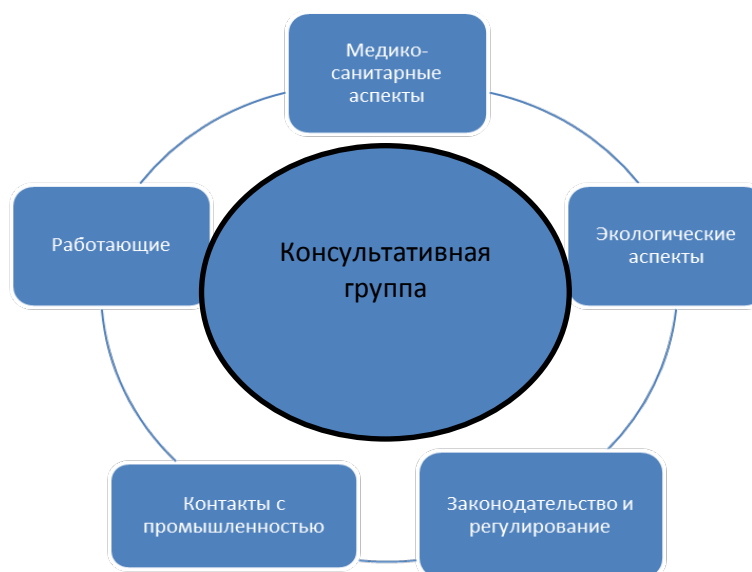 Медико-
санитарные
аспекты
Экологические
аспекты
Законодательство и
регулирование
Контакты с
промышленностью
Работающие
Консультативная
группа